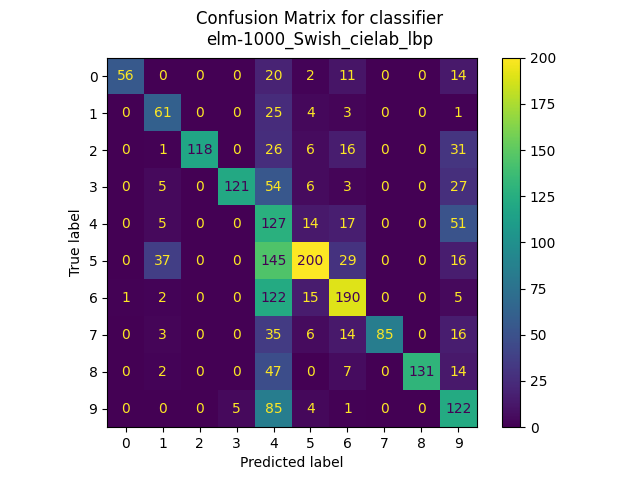 Confusion Matrix for classifier
elm-1000_Swish_cielab_lbp
0 56 0 0 0 20 2 11 0 0 14
1 0 61 0 0 25 4 3 0 0 1
2 0 1 118 0 26 6 16 0 0 31
3 0 5 0 121 54 6 3 0 0 27
4 0 5 0 0 127 14 17 0 0 51
5 0 37 0 0 145 200 29 0 0 16
6 1 2 0 0 122 15 190 0 0 5
7 0 3 0 0 35 6 14 85 0 16
8 0 2 0 0 47 0 7 0 131 14
9 0 0 0 5 85 4 1 0 0 122
0 1 2 3 4 5 6 7 8 9
Predicted label
True label
200
175
150
125
100
75
50
25
0